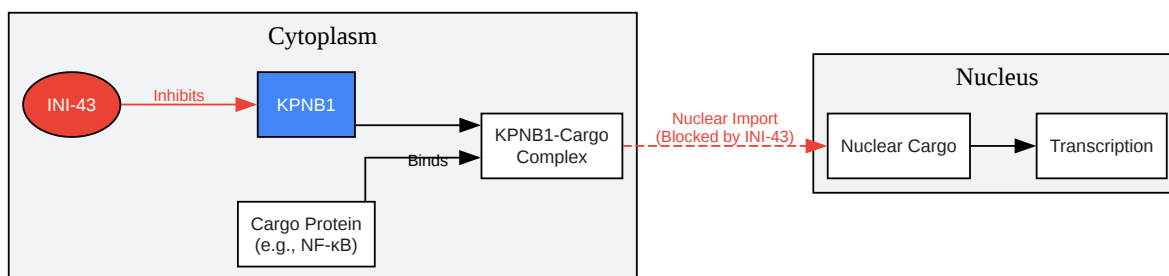 Cytoplasm
INI-43
Inhibits
KPNB1
KPNB1-Cargo
Complex
Binds
Cargo Protein
(e.g., NF-κB)
Nuclear Import
(Blocked by INI-43)
Nucleus
Nuclear Cargo
Transcription